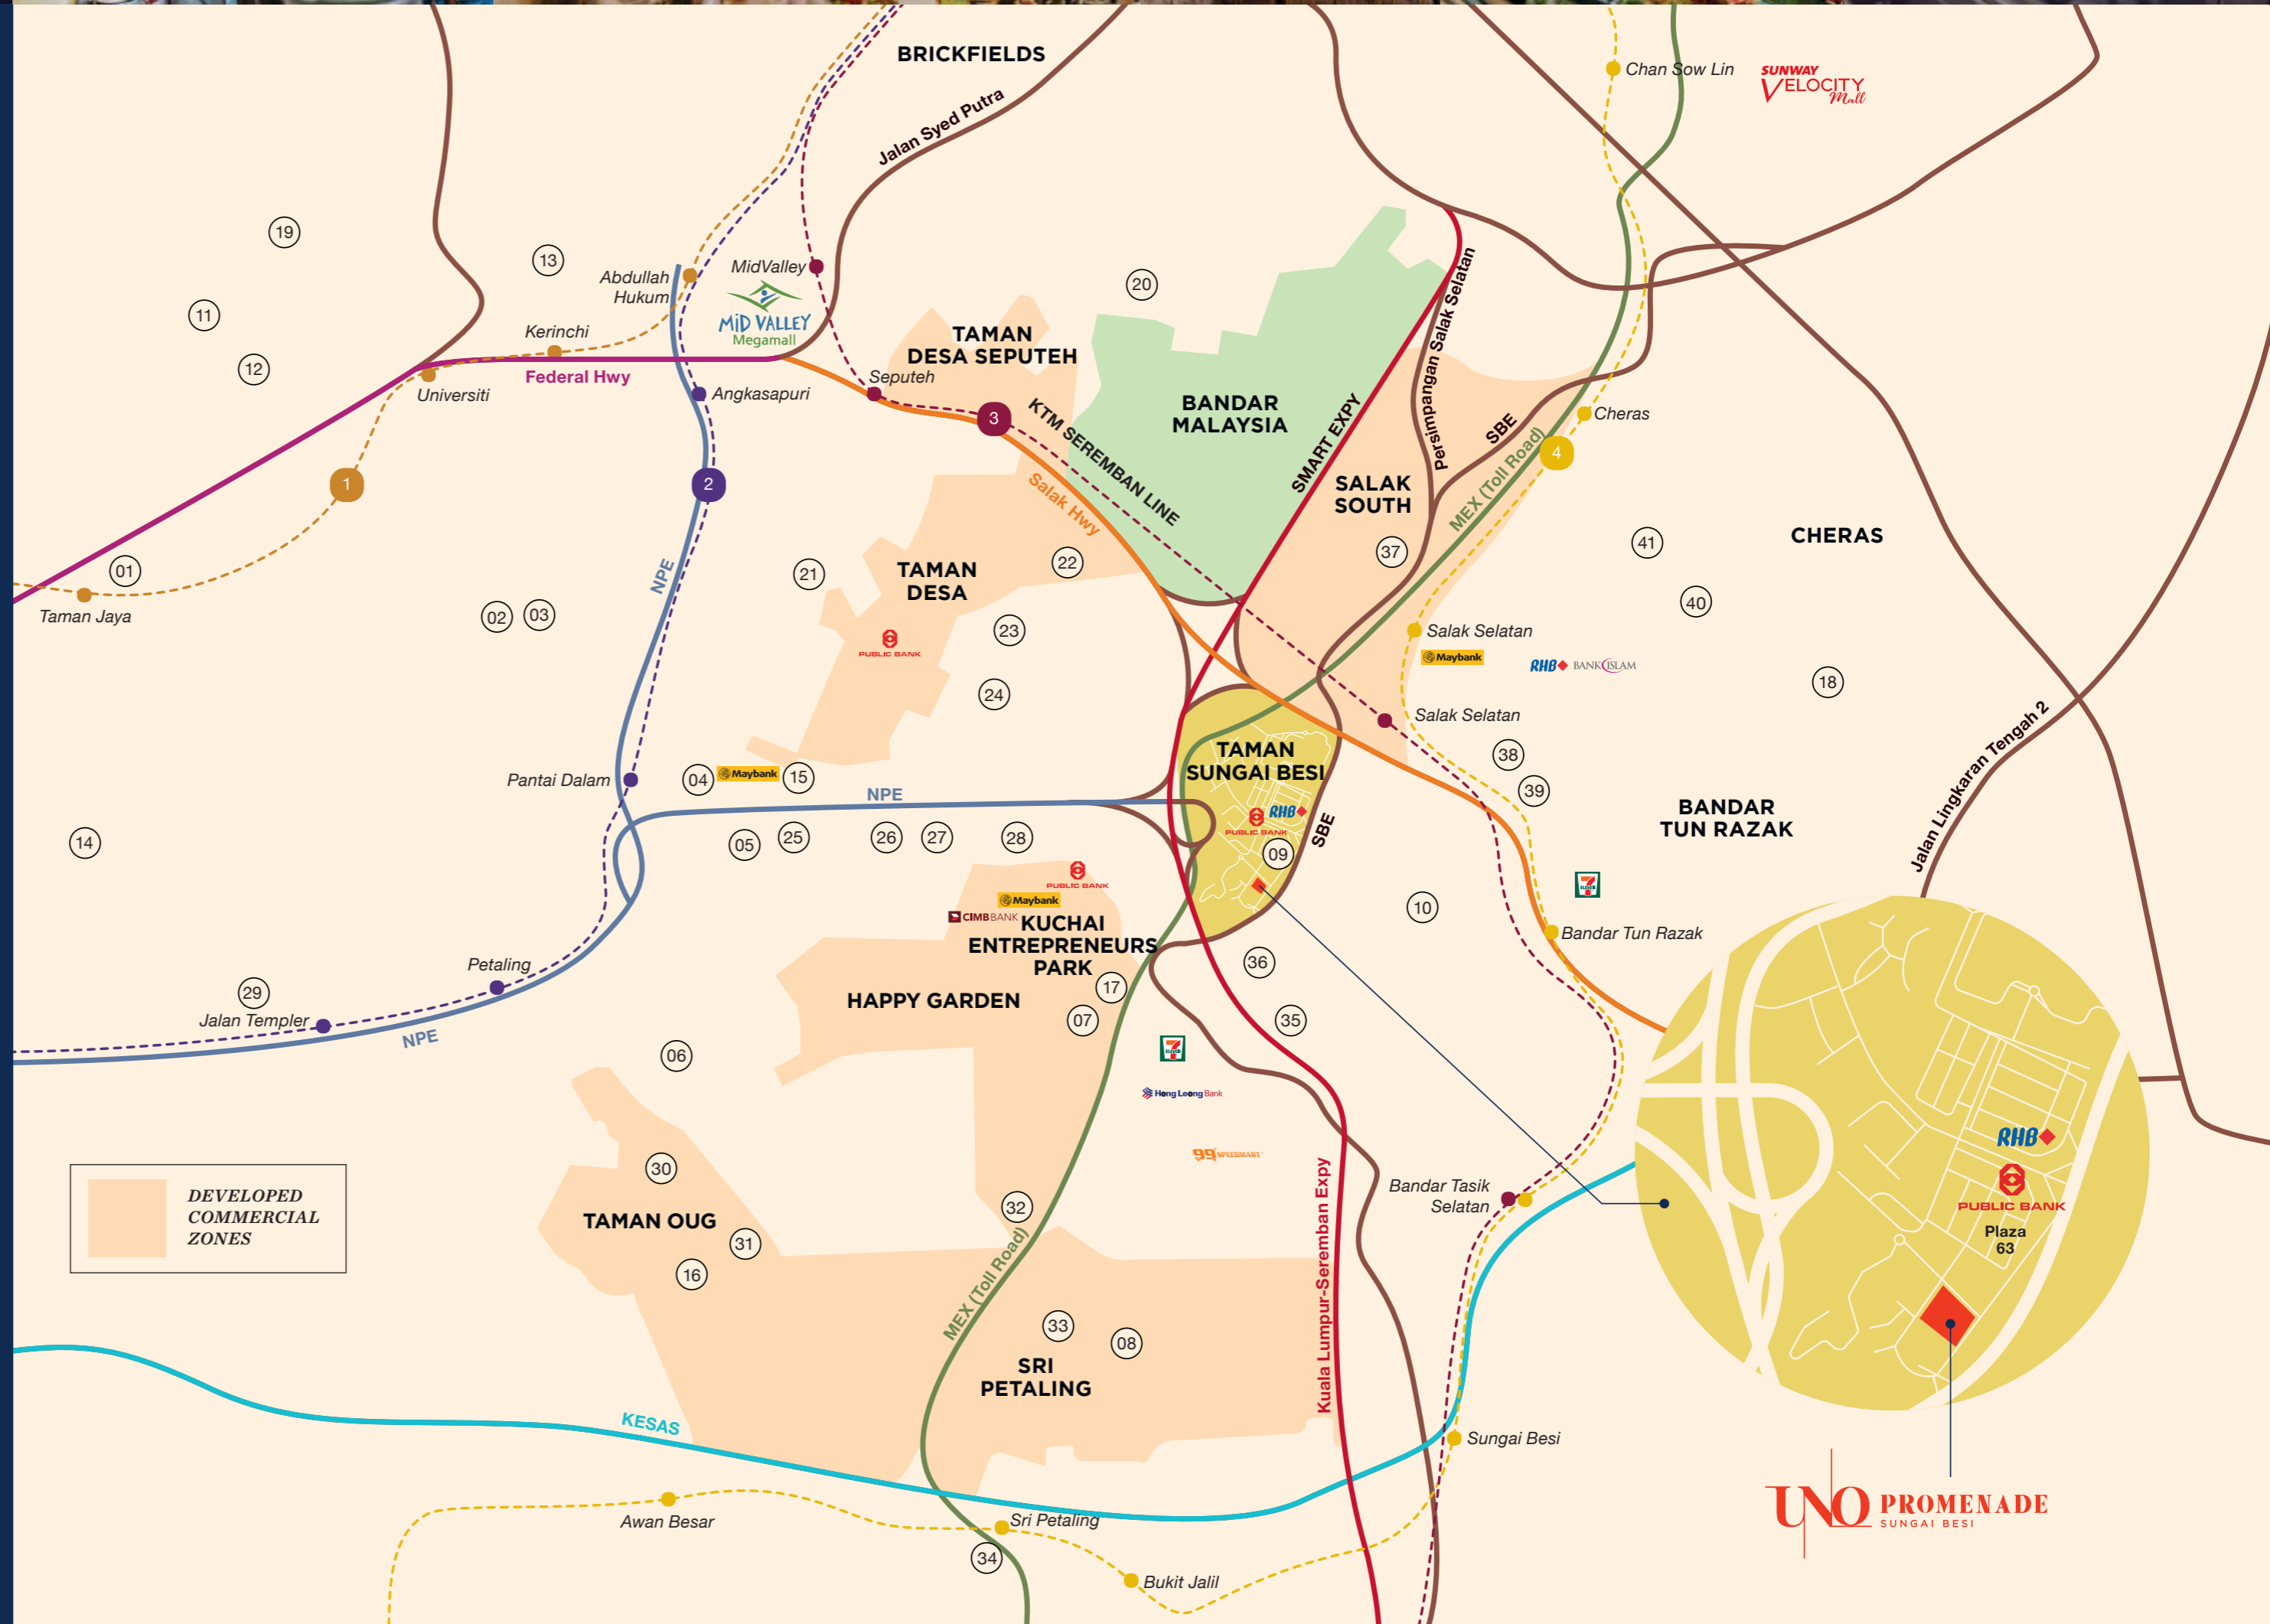 BRICKFIELDS
Chan Sow Lin
SUNWAY
VELOCITY
Mall
Jalan Syed Putra
19
13
Abdullah
Hukum
MidValley
MiD VALLEY
Megamall
20
11
Kerinchi
12
Universiti
Federal Hwy
Angkasapuri
Seputeh
TAMAN
DESA SEPUTEH
3
KTM SEREMBAN LINE
Salak Hwy
BANDAR
MALAYSIA
SMART EXPY
Persimpangan Salak Selatan
SBE
Cheras
4
MEX (Toll Road)
SALAK
SOUTH
37
41
CHERAS
40
18
1
2
01
Taman Jaya
02
03
NPE
21
TAMAN
DESA
22
23
24
PUBLIC BANK
Salak Selatan
Maybank
RHB
BANK ISLAM
Salak Selatan
38
39
BANDAR
TUN RAZAK
Jalan Lingkaran Tengah 2
Pantai Dalam
04
Maybank
15
NPE
TAMAN
SUNGAI BESI
RHB
PUBLIC BANK
09
SBE
14
05
25
26
27
28
PUBLIC BANK
Maybank
CIMB BANK
KUCHAI
ENTREPRENEURS
PARK
10
7
ELEVEN
Bandar Tun Razak
Petaling
29
Jalan Templer
NPE
HAPPY GARDEN
17
07
36
35
06
7
ELEVEN
Hong Leong Bank
99 SPEEDMART
RHB
PUBLIC BANK
Plaza
63
DEVELOPED
COMMERCIAL
ZONES
30
TAMAN OUG
31
16
32
MEX (Toll Road)
Kuala Lumpur-Seremban Expy
Bandar Tasik
Selatan
33
08
SRI
PETALING
KESAS
Sungai Besi
Awan Besar
Sri Petaling
34
Bukit Jalil
UNO PROMENADE
SUNGAI BESI